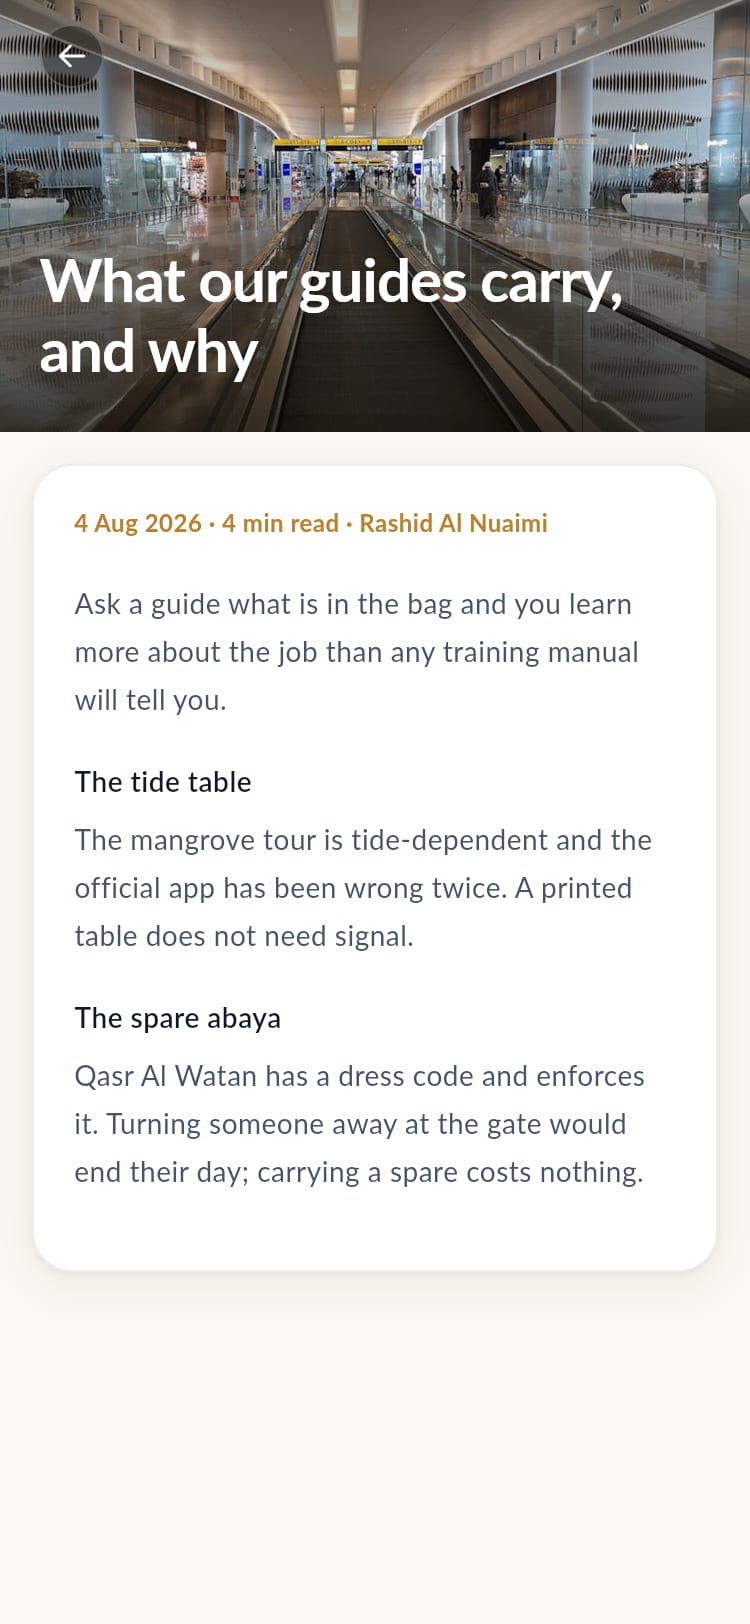 What our guides carry,
and why
4 Aug 2026 · 4 min read · Rashid Al Nuaimi
Ask a guide what is in the bag and you learn
more about the job than any training manual
will tell you.
The tide table
The mangrove tour is tide-dependent and the
official app has been wrong twice. A printed
table does not need signal.
The spare abaya
Qasr Al Watan has a dress code and enforces
it. Turning someone away at the gate would
end their day; carrying a spare costs nothing.